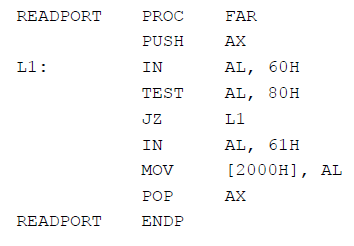 READPORT PROC FAR
PUSH AX
L1: IN AL, 60H
TEST AL, 80H
JZ L1
IN AL, 61H
MOV [2000H], AL
POP AX
READPORT ENDP